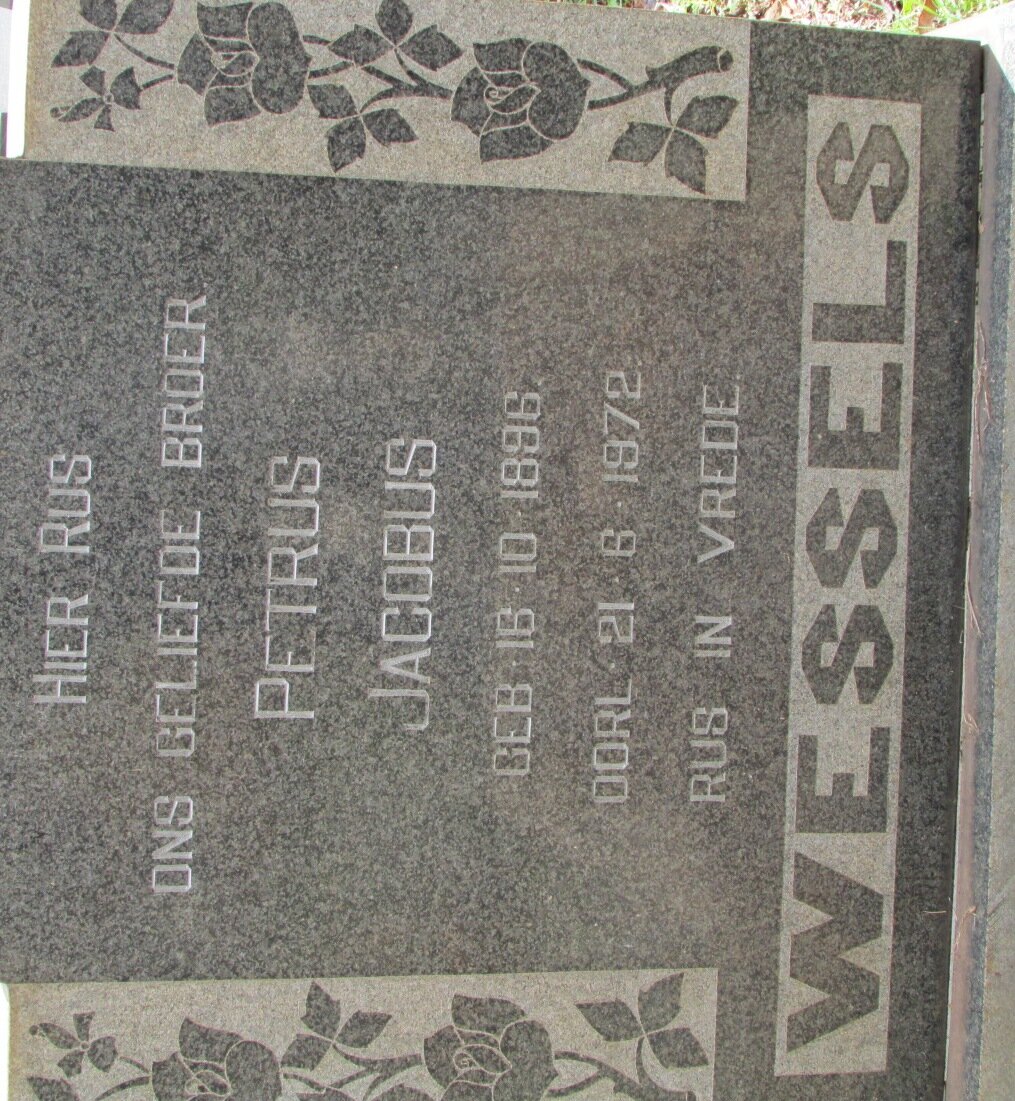 HIER RUS
ONS GELIEFDE BROER
PETRUS
JACOBUS
GEB·16·10·1896.
OORL·21·6·1972
RUS IN VREDE.
WESSELS